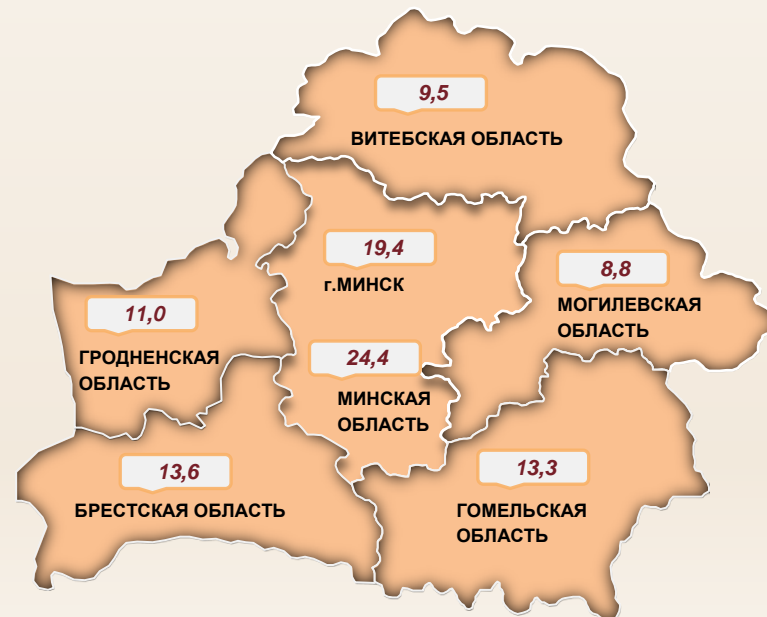 9,5
ВИТЕБСКАЯ ОБЛАСТЬ
19,4
г.МИНСК
8,8
МОГИЛЕВСКАЯ
ОБЛАСТЬ
11,0
ГРОДНЕНСКАЯ
ОБЛАСТЬ
24,4
МИНСКАЯ
ОБЛАСТЬ
13,6
БРЕСТСКАЯ ОБЛАСТЬ
13,3
ГОМЕЛЬСКАЯ
ОБЛАСТЬ